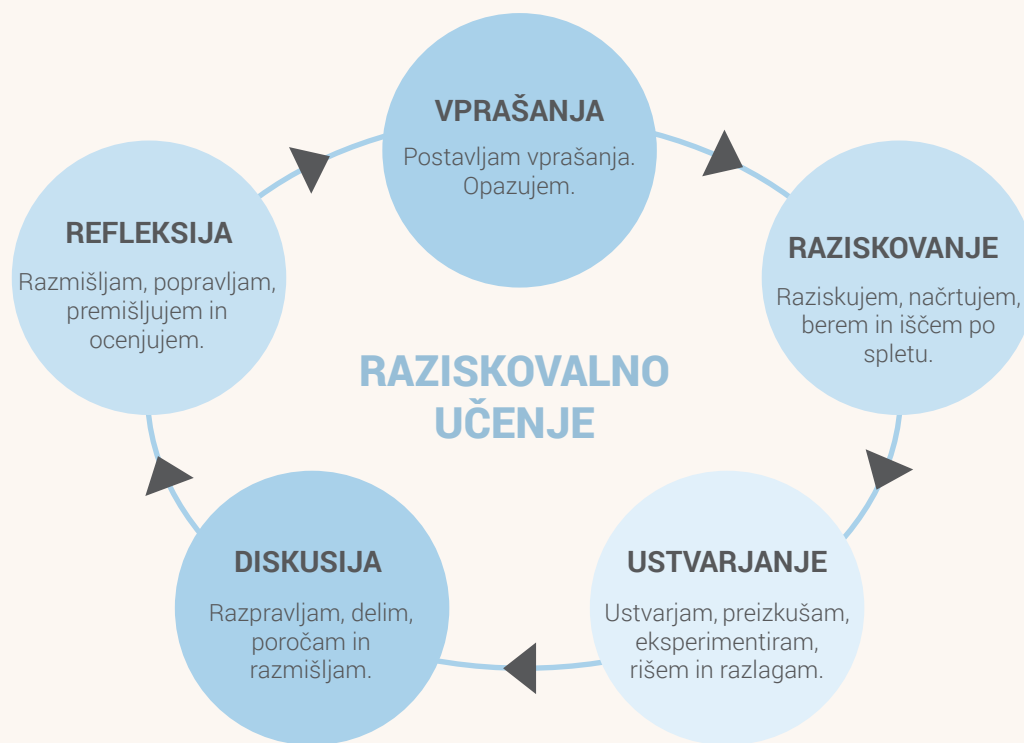 VPRAŠANJA
Postavljam vprašanja.
Opazujem.
RAZISKOVANJE
Raziskujem, načrtujem,
berem in iščem po
spletu.
USTVARJANJE
Ustvarjam, preizkušam,
eksperimentiram,
rišem in razlagam.
DISKUSIJA
Razpravljam, delim,
poročam in
razmišljam.
REFLEKSIJA
Razmišljam, popravljam,
premišljujem in
ocenjujem.
RAZISKOVALNO
UČENJE